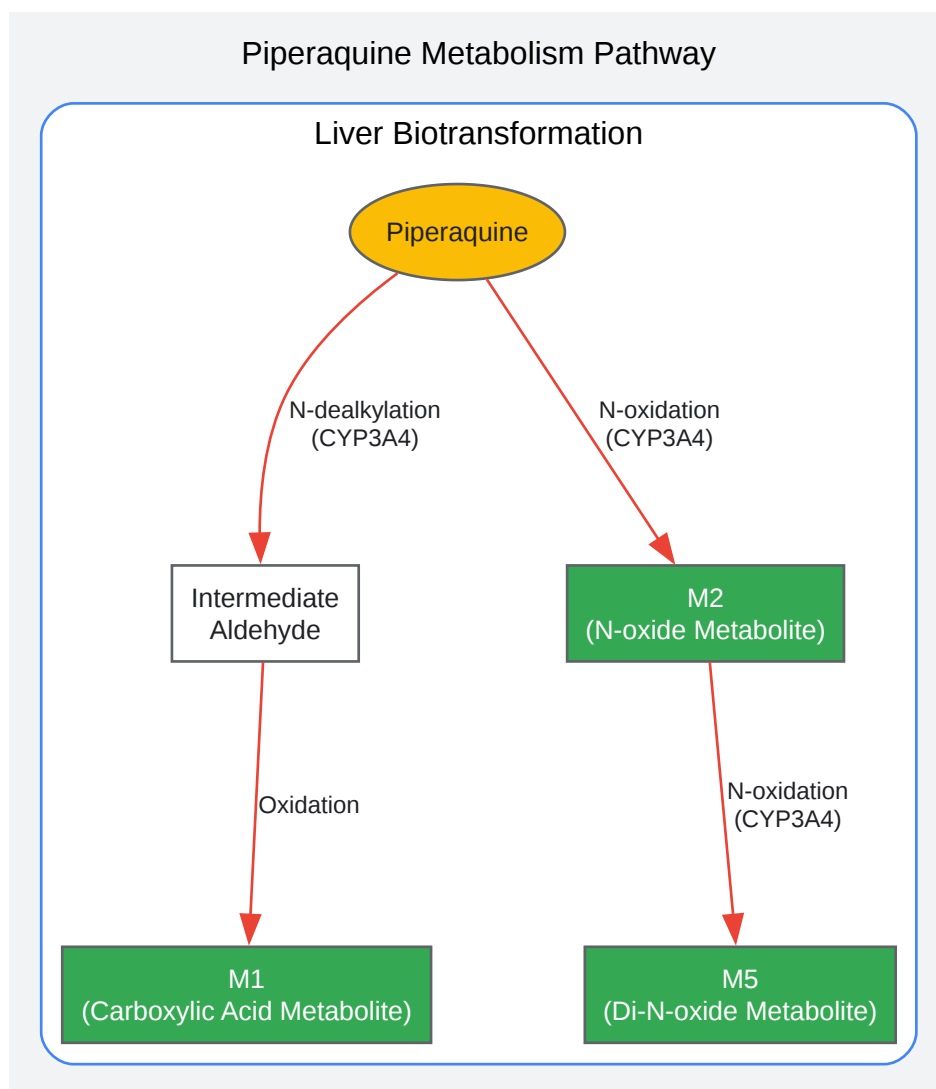 Piperaquine Metabolism Pathway
Liver Biotransformation
Piperaquine
N-dealkylation
(CYP3A4)
N-oxidation
(CYP3A4)
Intermediate
Aldehyde
M2
(N-oxide Metabolite)
Oxidation
N-oxidation
(CYP3A4)
M1
(Carboxylic Acid Metabolite)
M5
(Di-N-oxide Metabolite)